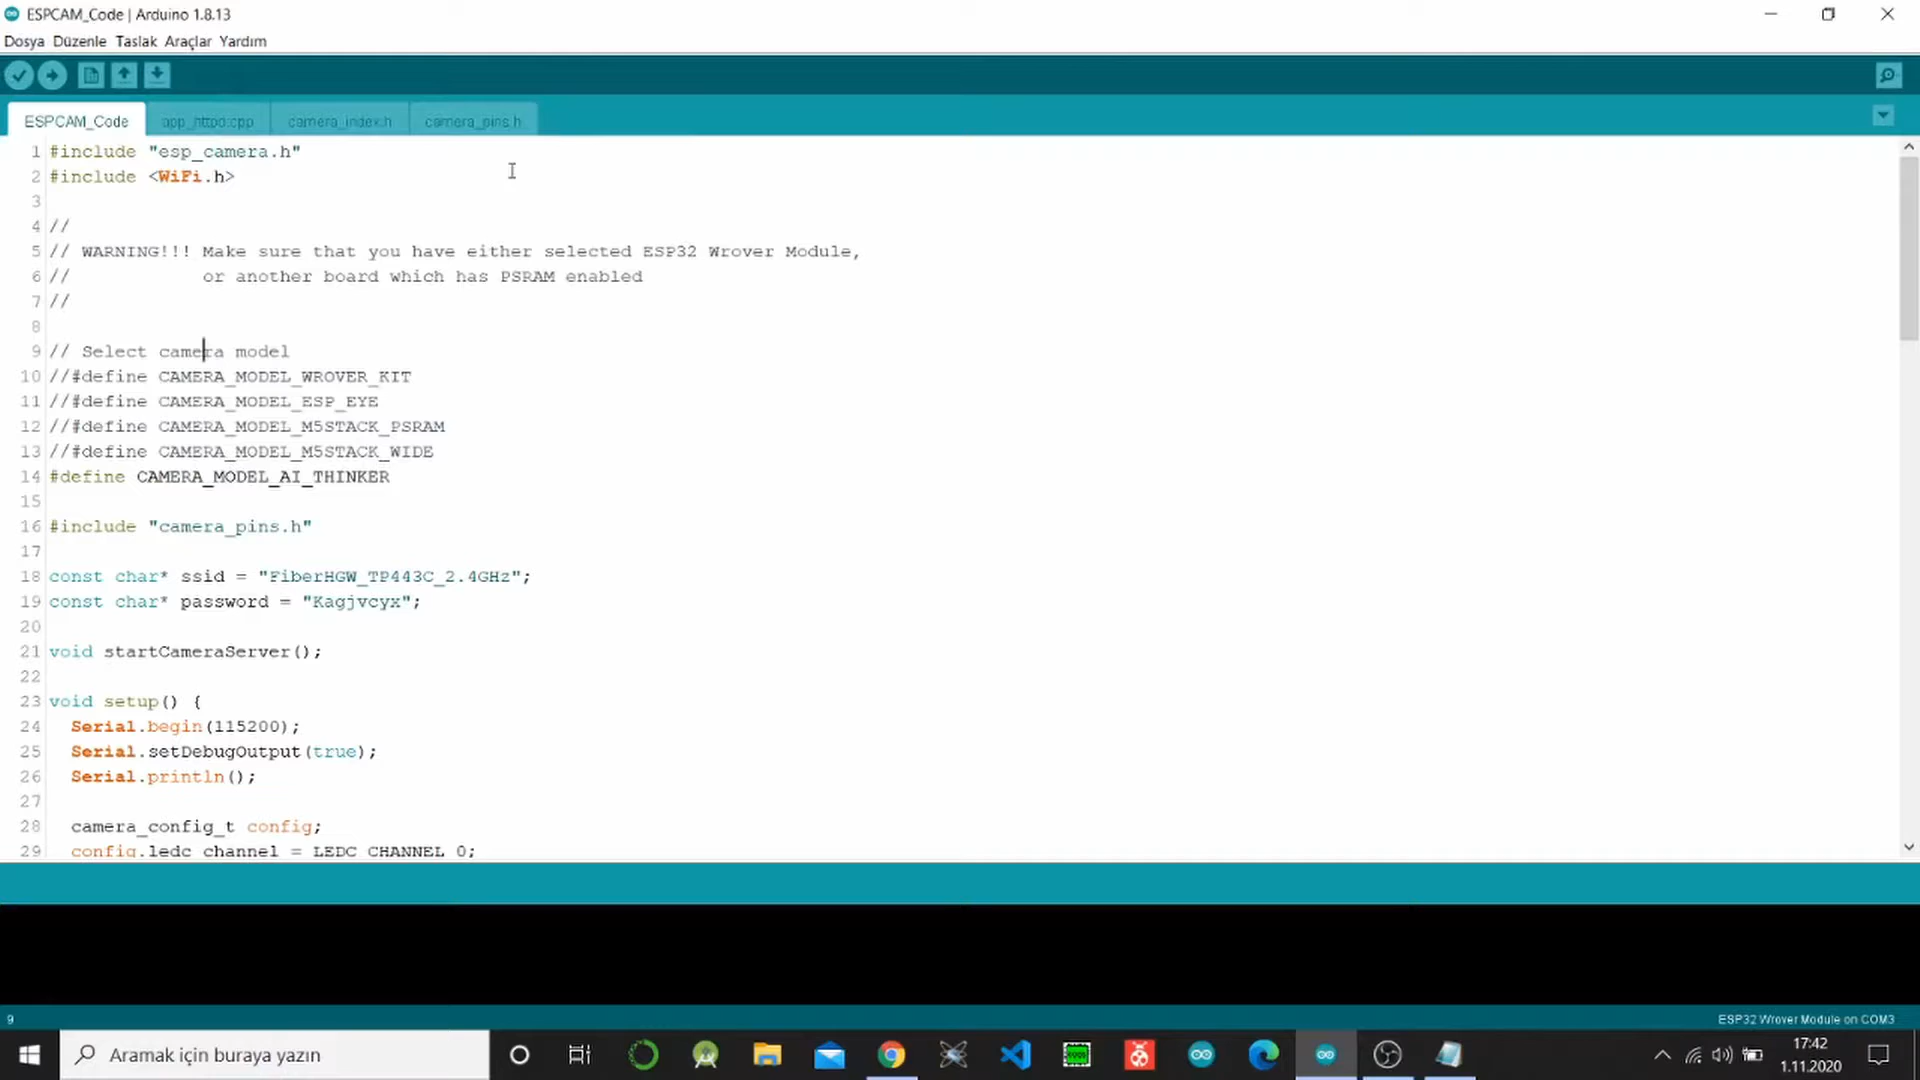 ESPCAM_Code | Arduino 1.8.13
Dosya Düzenle Taslak Araçlar Yardım
ESPCAM_Code app_httpd.cpp camera_index.h camera_pins.h
1 #include "esp_camera.h"
2 #include <WiFi.h>
3
4 //
5 // WARNING!!! Make sure that you have either selected ESP32 Wrover Module,
6 // or another board which has PSRAM enabled
7 //
8
9 // Select camera model
10 //#define CAMERA_MODEL_WROVER_KIT
11 //#define CAMERA_MODEL_ESP_EYE
12 //#define CAMERA_MODEL_M5STACK_PSRAM
13 //#define CAMERA_MODEL_M5STACK_WIDE
14 #define CAMERA_MODEL_AI_THINKER
15
16 #include "camera_pins.h"
17
18 const char* ssid = "FiberHGW_TP443C_2.4GHz";
19 const char* password = "Kagjvcyx";
20
21 void startCameraServer();
22
23 void setup() {
24 Serial.begin(115200);
25 Serial.setDebugOutput(true);
26 Serial.println();
27
28 camera_config_t config;
29 config.ledc_channel = LEDC_CHANNEL_0;
9
ESP32 Wrover Module on COM3
Aramak için buraya yazın
17:42
1.11.2020